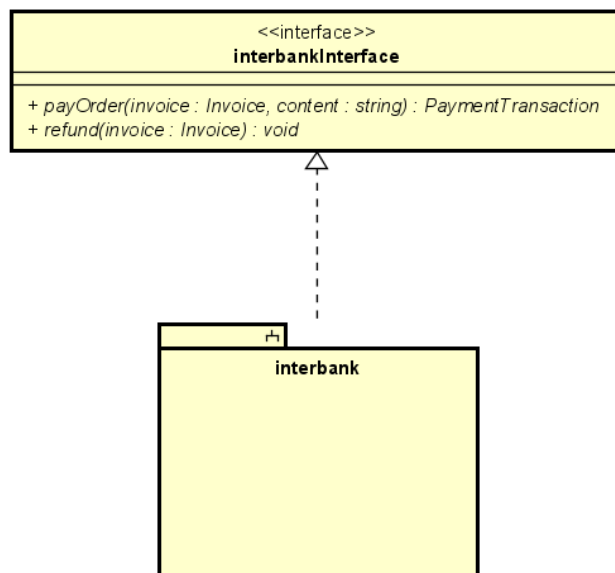 <<interface>>
interbankInterface
+ payOrder(invoice : Invoice, content : string) : PaymentTransaction
+ refund(invoice : Invoice) : void
interbank